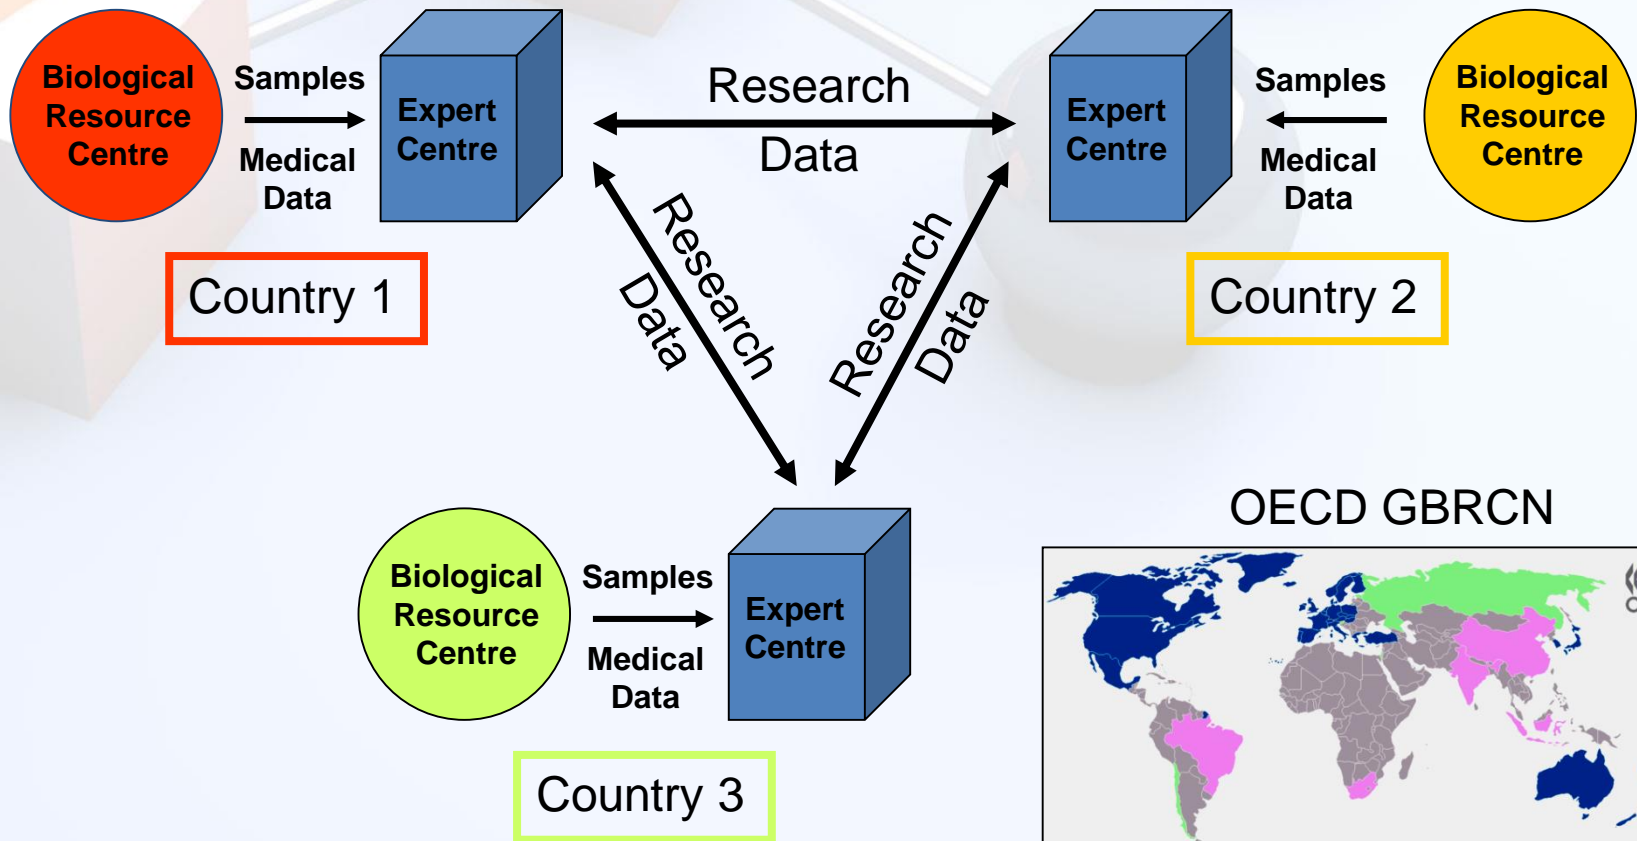 Biological
Resource
Centre
Samples
Medical
Data
Expert
Centre
Research
Data
Expert
Centre
Samples
Medical
Data
Biological
Resource
Centre
Country 1
Research
Data
Research
Data
Country 2
Biological
Resource
Centre
Samples
Medical
Data
Expert
Centre
Country 3
OECD GBRCN